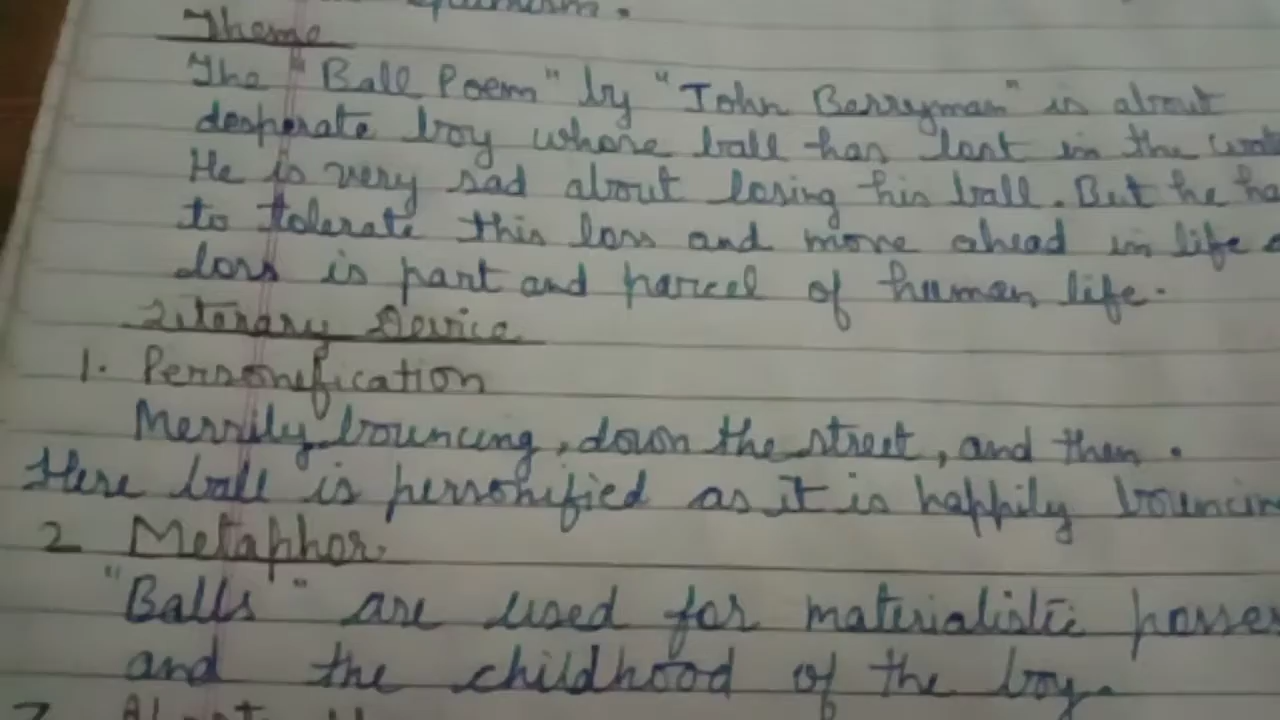 Theme
The "Ball Poem" by "John Berryman" is about
desperate boy whose ball has lost in the
He is very sad about losing his ball. But he ha
to tolerate this loss and move ahead in life
loss is part and parcel of human life.
Literary Device
1. Personification
Merrily bouncing, down the street, and then.
Here ball is personified as it is happily bouncin
2 Metaphor.
"Balls" are used for materialistic posses
and the childhood of the boy.